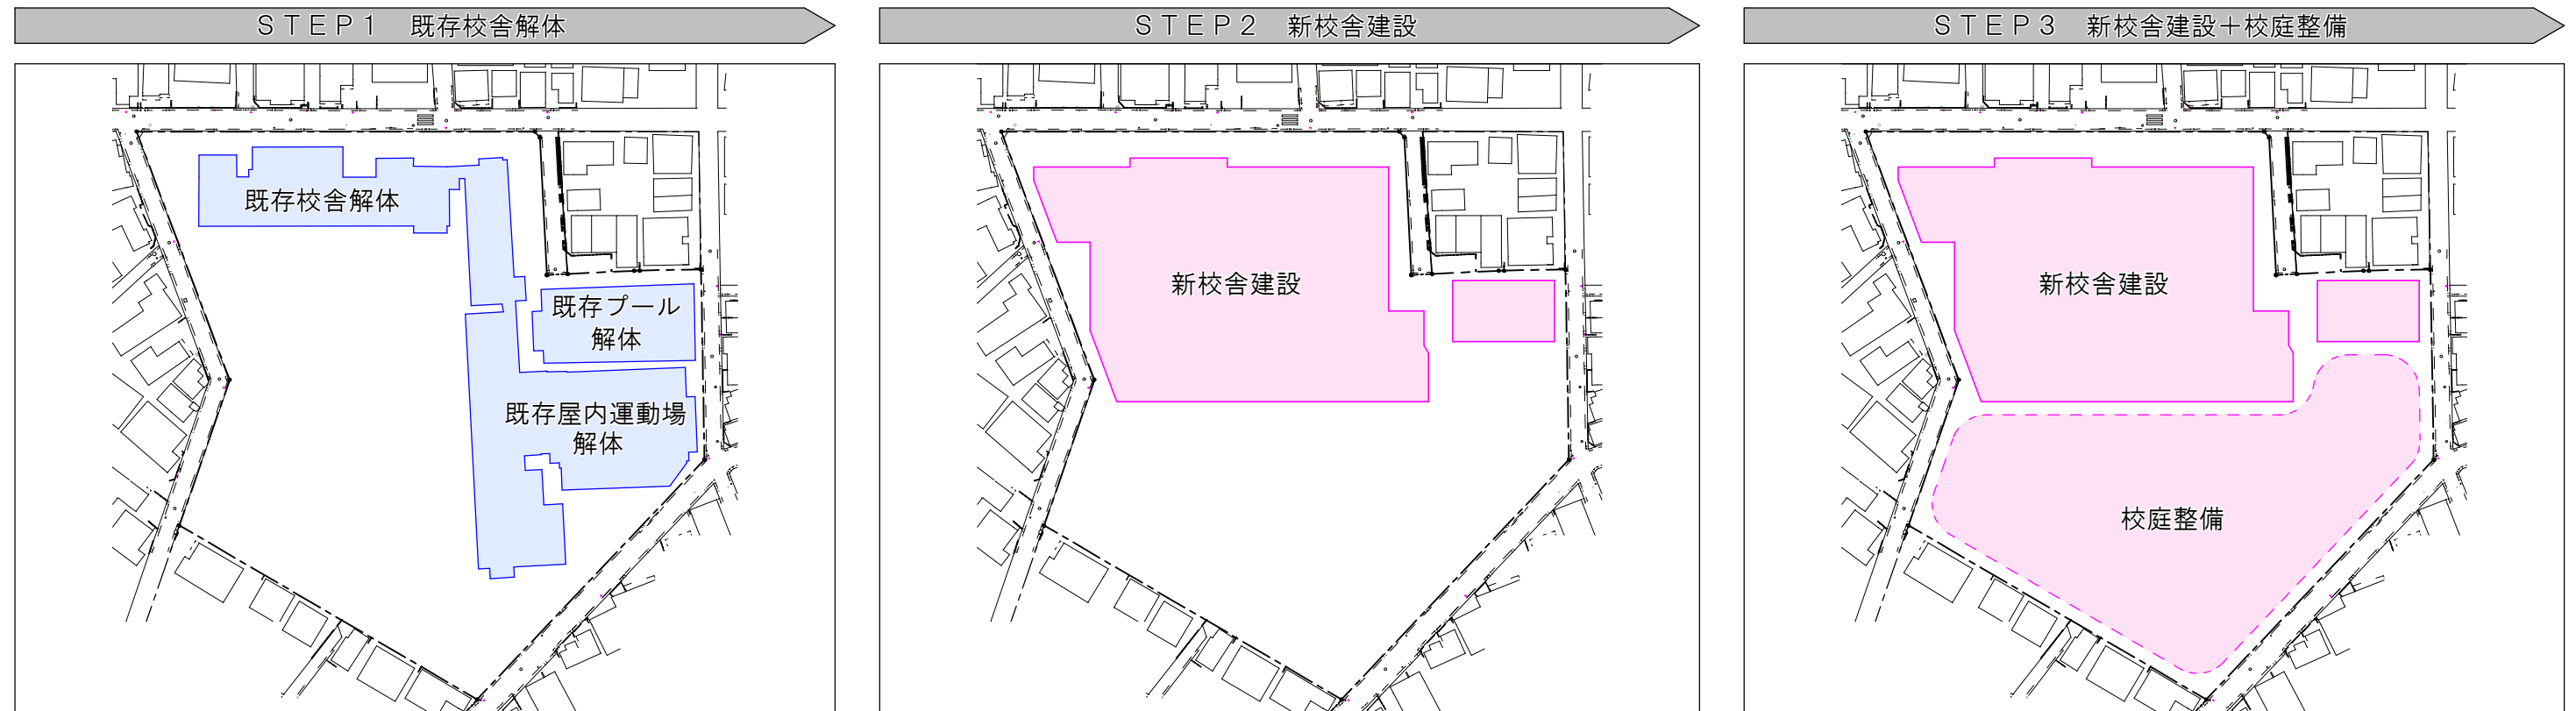 ＳＴＥＰ１　既存校舎解体
ＳＴＥＰ２　新校舎建設
ＳＴＥＰ３　新校舎建設＋校庭整備
既存校舎解体
既存プール
解体
既存屋内運動場
解体
新校舎建設
新校舎建設
校庭整備